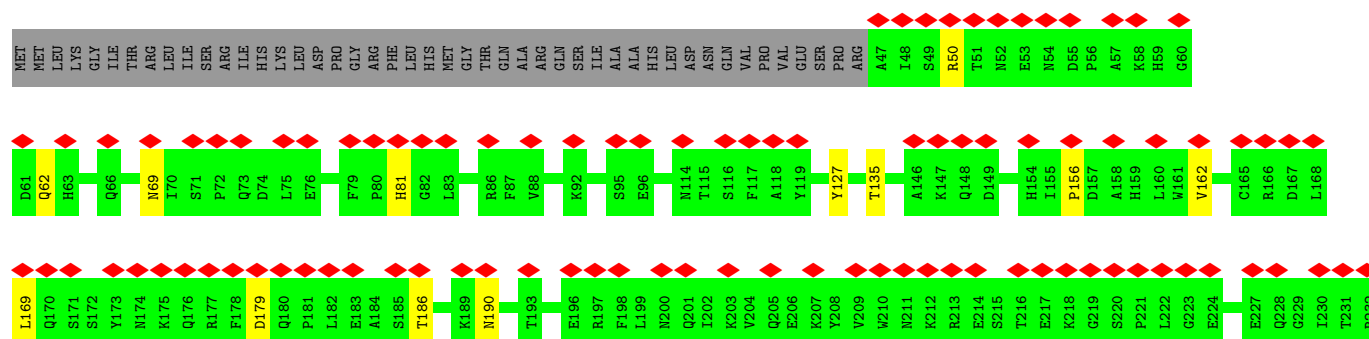 MET MET LEU LYS GLY ILE THR ARG LEU ILE SER ARG ILE HIS LYS LEU ASP PRO GLY ARG PHE LEU HIS MET GLY THR GLN ALA ARG GLN SER ILE ALA ALA HIS LEU ASP ASN GLN VAL PRO VAL GLU SER PRO ARG A47 I48 S49 R50 T51 N52 E53 N54 D55 P56 A57 K58 H59 G60
D61 Q62 H63 Q66 N69 I70 S71 P72 Q73 D74 L75 E76 F79 P80 H81 G82 L83 R86 F87 V88 K92 S95 E96 N114 T115 S116 F117 A118 Y119 Y127 T135 A146 K147 Q148 D149 H154 I155 P156 D157 A158 H159 L160 W161 V162 C165 R166 D167 L168
L169 Q170 S171 S172 Y173 N174 K175 Q176 R177 F178 D179 Q180 P181 L182 E183 A184 S185 T186 K189 N190 T193 E196 R197 F198 L199 N200 Q201 I202 K203 V204 Q205 E206 K207 Y208 V209 W210 N211 K212 R213 E214 S215 T216 E217 K218 G219 S220 P221 L222 G223 E224 E227 Q228 G229 I230 T231